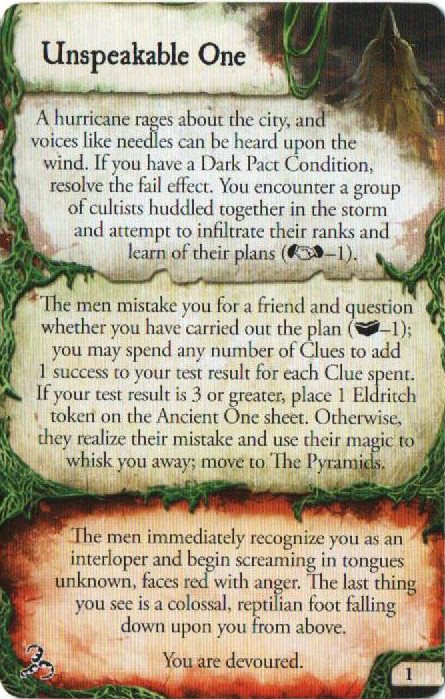 Unspeakable One
A hurricane rages about the city, and
voices like needles can be heard upon the
wind. If you have a Dark Pact Condition,
resolve the fail effect. You encounter a group
of cultists huddled together in the storm
and attempt to infiltrate their ranks and
learn of their plans (–1).
The men mistake you for a friend and question
whether you have carried out the plan (–1);
you may spend any number of Clues to add
1 success to your test result for each Clue spent.
If your test result is 3 or greater, place 1 Eldritch
token on the Ancient One sheet. Otherwise,
they realize their mistake and use their magic to
whisk you away; move to The Pyramids.
The men immediately recognize you as an
interloper and begin screaming in tongues
unknown, faces red with anger. The last thing
you see is a colossal, reptilian foot falling
down upon you from above.
You are devoured.
1